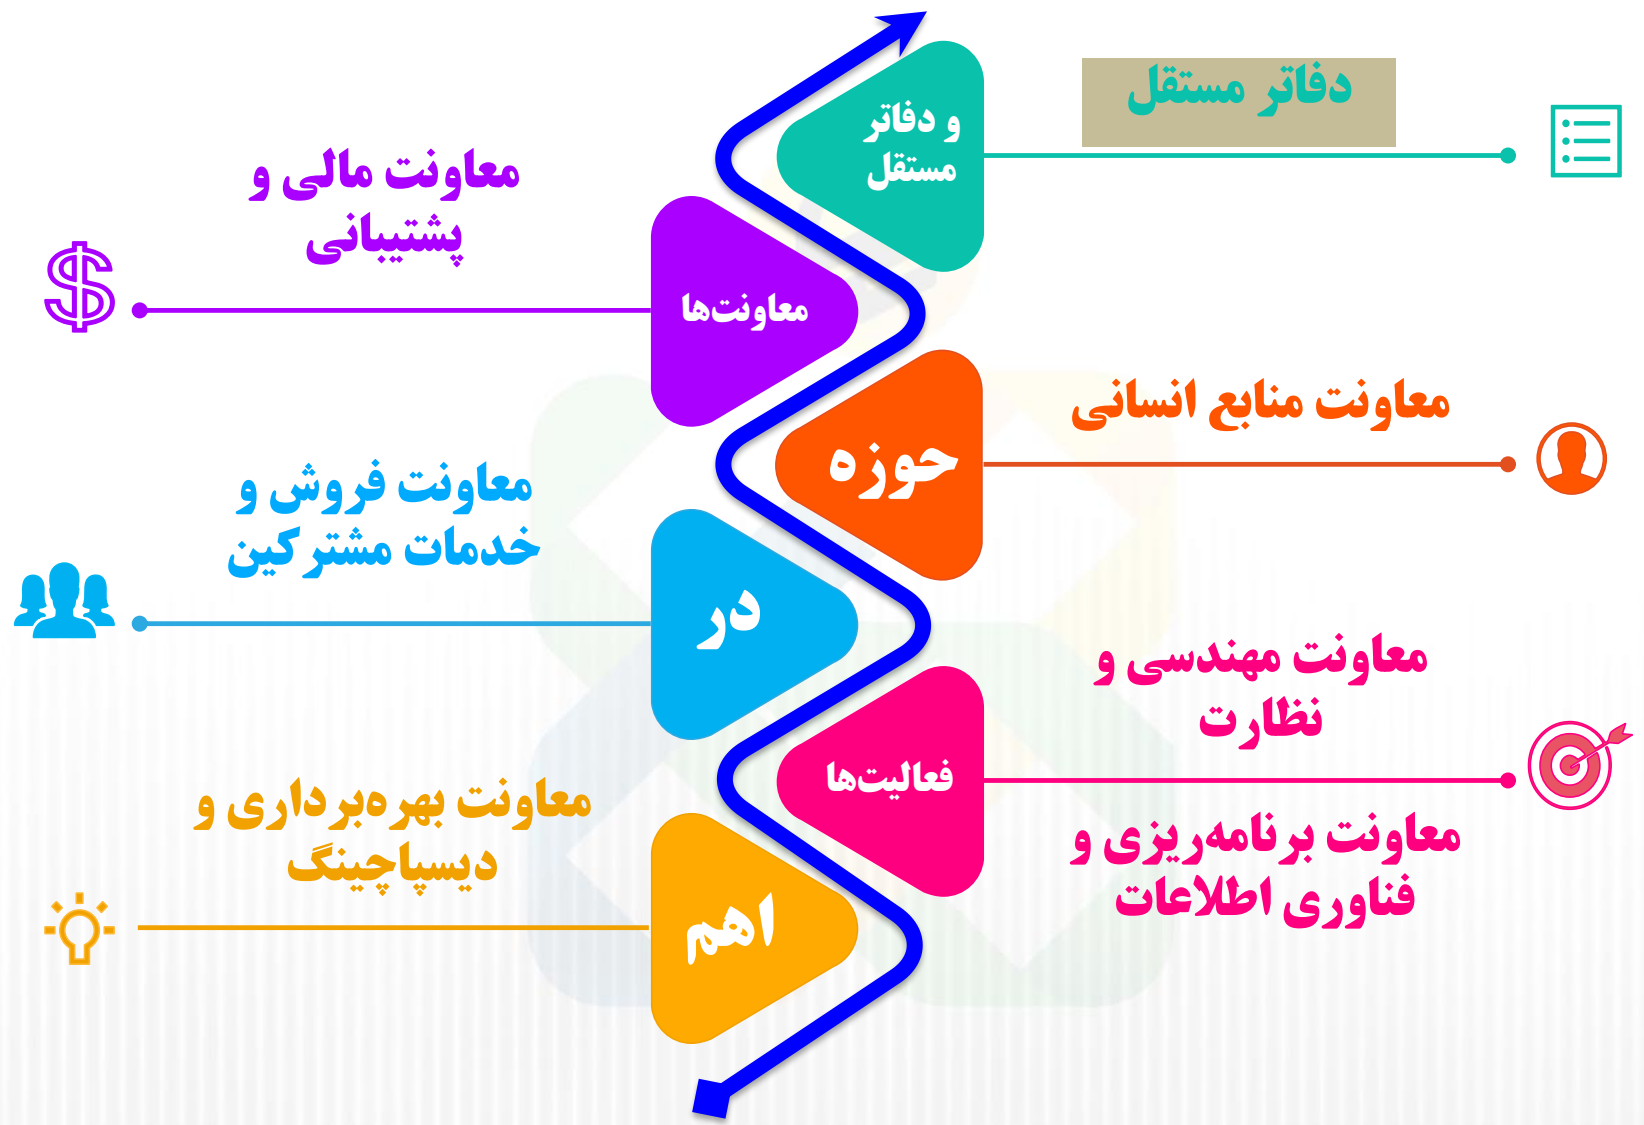 دفاتر مستقل
و دفاتر
مستقل
معاونت مالی و
پشتیبانی
معاونت‌ها
معاونت منابع انسانی
حوزه
معاونت فروش و
خدمات مشترکین
در
معاونت مهندسی و
نظارت
فعالیت‌ها
معاونت برنامه‌ریزی و
فناوری اطلاعات
معاونت بهره‌برداری و
دیسپاچینگ
اهم